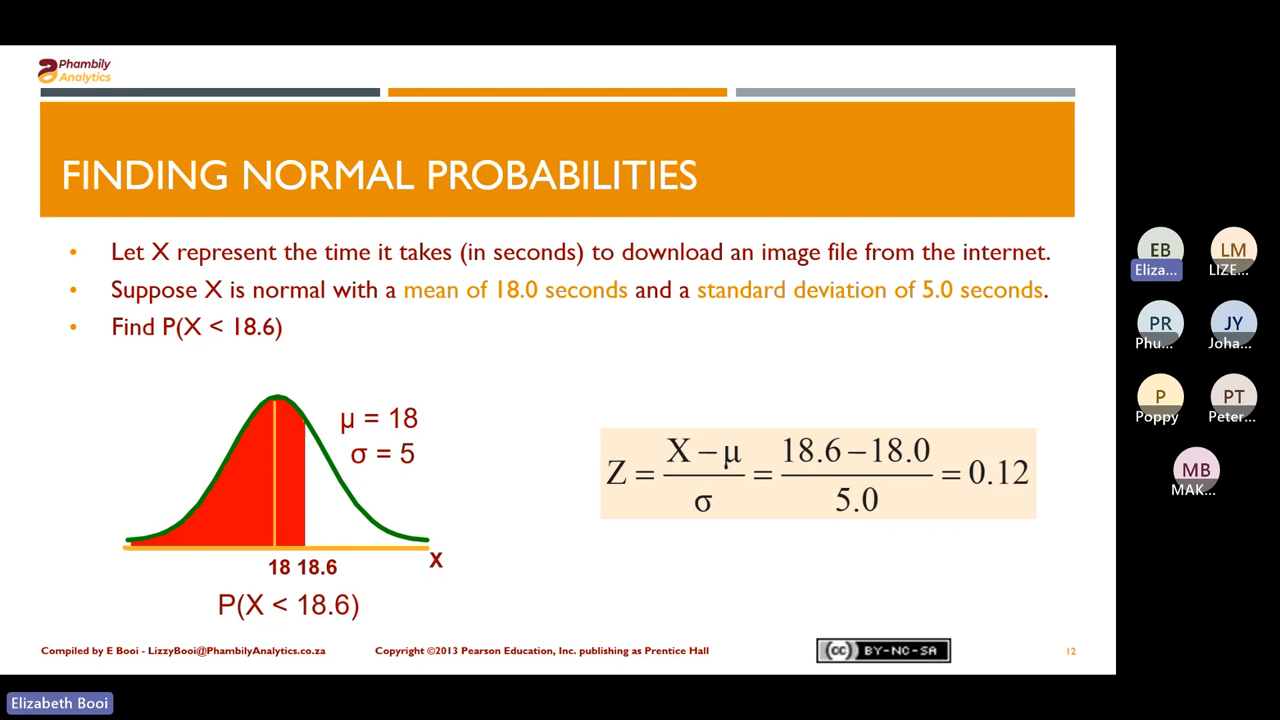 Phambily
Analytics
FINDING NORMAL PROBABILITIES
• Let X represent the time it takes (in seconds) to download an image file from the internet.
• Suppose X is normal with a mean of 18.0 seconds and a standard deviation of 5.0 seconds.
• Find P(X < 18.6)
μ = 18
σ = 5
18 18.6
X
P(X < 18.6)
Z = X − μ / σ = 18.6 − 18.0 / 5.0 = 0.12
Compiled by E Booi - LizzyBooi@PhambilyAnalytics.co.za
Copyright ©2013 Pearson Education, Inc. publishing as Prentice Hall
cc BY-NC-SA
12
EB
Eliza...
LM
LIZE...
PR
Phu...
JY
Joha...
P
Poppy
PT
Peter...
MB
MAK...
Elizabeth Booi